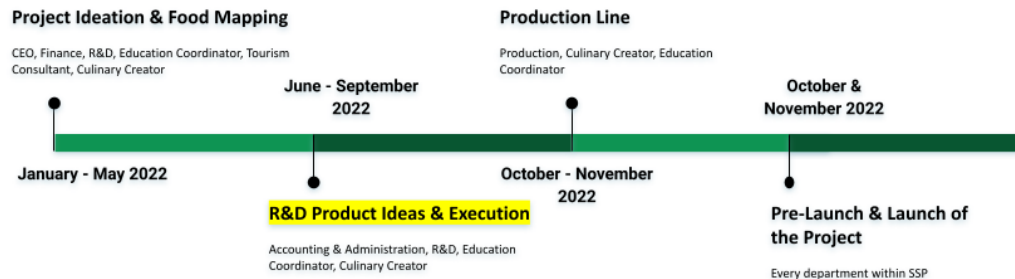 Project Ideation & Food Mapping
CEO, Finance, R&D, Education Coordinator, Tourism
Consultant, Culinary Creator
January - May 2022
June - September
2022
R&D Product Ideas & Execution
Accounting & Administration, R&D, Education
Coordinator, Culinary Creator
Production Line
Production, Culinary Creator, Education
Coordinator
October - November
2022
October &
November 2022
Pre-Launch & Launch of
the Project
Every department within SSP